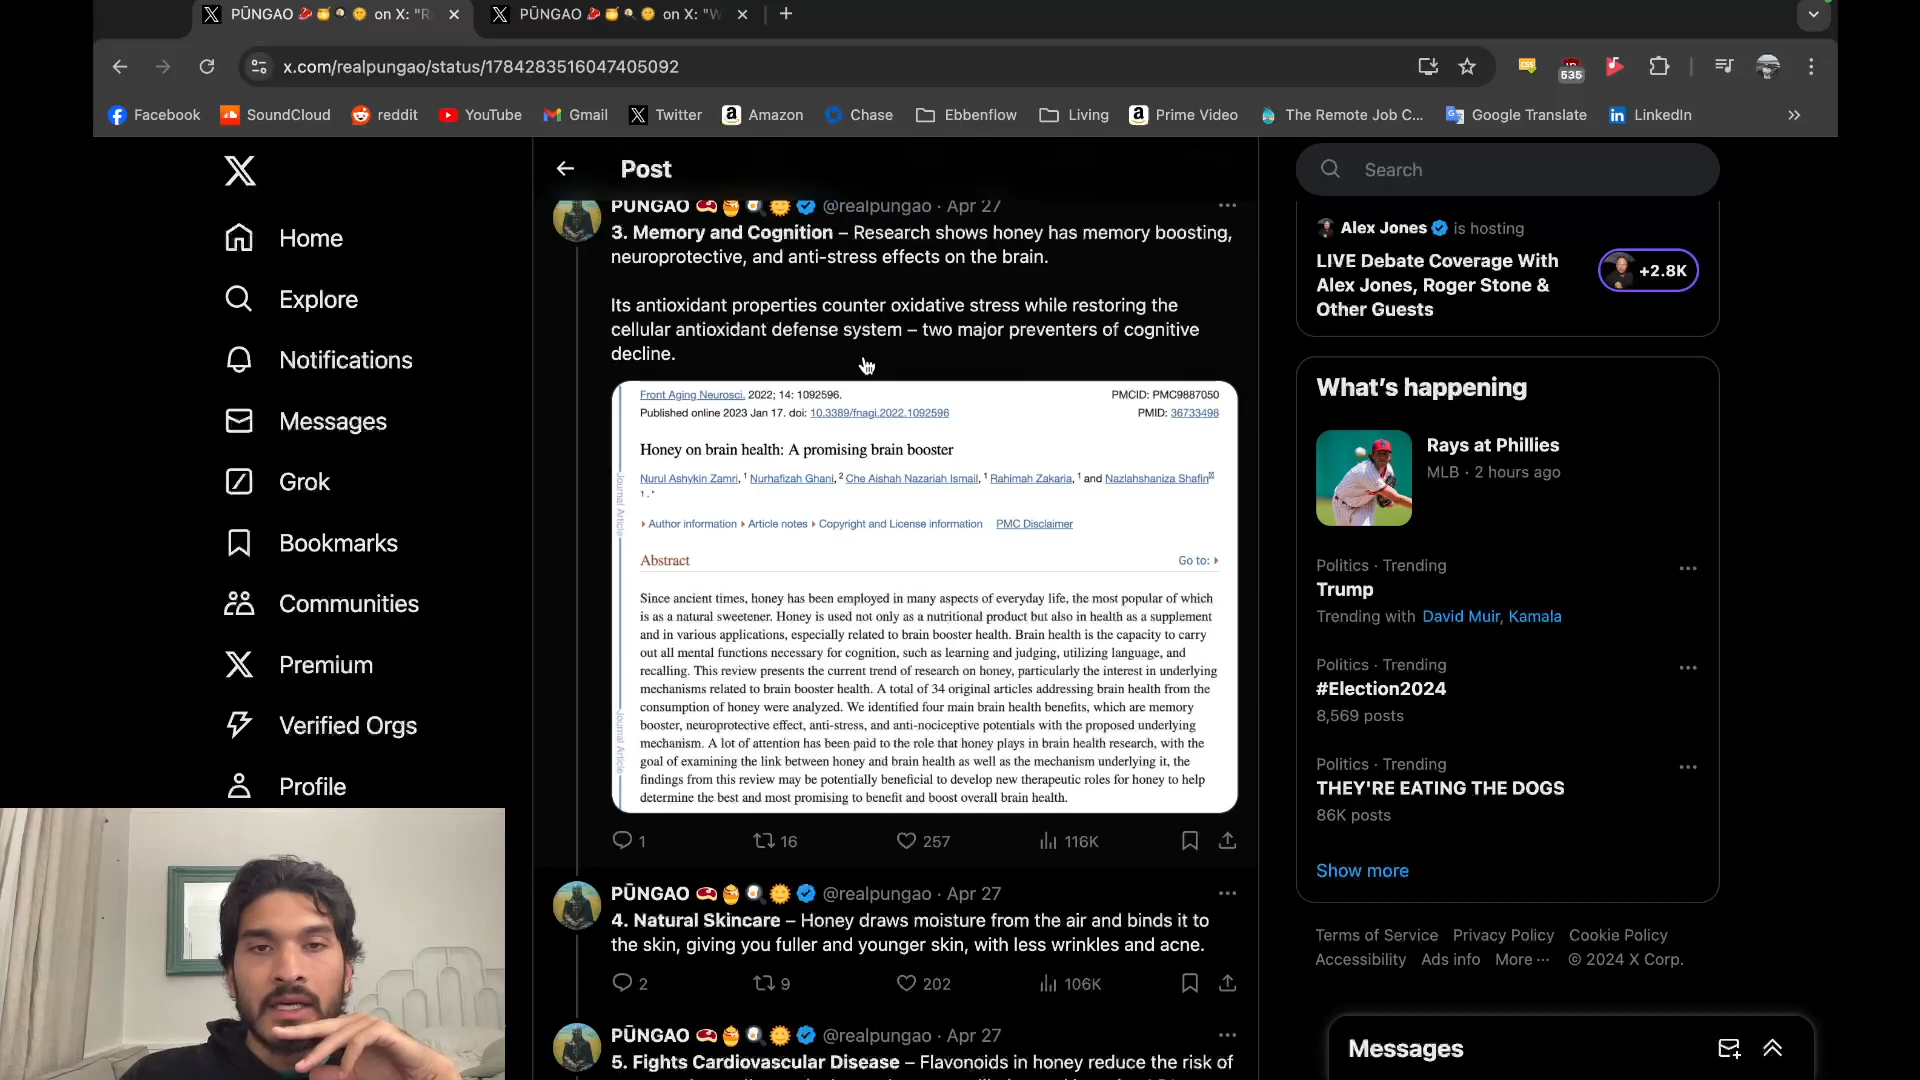 PŪNGAO 🥩 🍯 🍳 🌞 on X: "R
PŪNGAO 🥩 🍯 🍳 🌞 on X: "W
x.com/realpungao/status/1784283516047405092
535
Facebook
SoundCloud
reddit
YouTube
Gmail
Twitter
Amazon
Chase
Ebbenflow
Living
Prime Video
The Remote Job C...
Google Translate
LinkedIn
Home
Explore
Notifications
Messages
Grok
Bookmarks
Communities
Premium
Verified Orgs
Profile
Post
PŪNGAO 🥩 🍯 🍳 🌞 @realpungao · Apr 27
3. Memory and Cognition – Research shows honey has memory boosting,
neuroprotective, and anti-stress effects on the brain.
Its antioxidant properties counter oxidative stress while restoring the
cellular antioxidant defense system – two major preventers of cognitive
decline.
Front Aging Neurosci. 2022; 14: 1092596.
PMCID: PMC9887050
Published online 2023 Jan 17. doi: 10.3389/fnagi.2022.1092596
PMID: 36733498
Honey on brain health: A promising brain booster
Nurul Ashykin Zamri, 1 Nurhafizah Ghani, 2 Che Aishah Nazariah Ismail, 1 Rahimah Zakaria, 1 and Nazlahshaniza Shafin
1 , *
Author information Article notes Copyright and License information PMC Disclaimer
Abstract
Go to:
Since ancient times, honey has been employed in many aspects of everyday life, the most popular of which
is as a natural sweetener. Honey is used not only as a nutritional product but also in health as a supplement
and in various applications, especially related to brain booster health. Brain health is the capacity to carry
out all mental functions necessary for cognition, such as learning and judging, utilizing language, and
recalling. This review presents the current trend of research on honey, particularly the interest in underlying
mechanisms related to brain booster health. A total of 34 original articles addressing brain health from the
consumption of honey were analyzed. We identified four main brain health benefits, which are memory
booster, neuroprotective effect, anti-stress, and anti-nociceptive potentials with the proposed underlying
mechanism. A lot of attention has been paid to the role that honey plays in brain health research, with the
goal of examining the link between honey and brain health as well as the mechanism underlying it, the
findings from this review may be potentially beneficial to develop new therapeutic roles for honey to help
determine the best and most promising to benefit and boost overall brain health.
Journal Article
Journal Article
1
16
257
116K
PŪNGAO 🥩 🍯 🍳 🌞 @realpungao · Apr 27
4. Natural Skincare – Honey draws moisture from the air and binds it to
the skin, giving you fuller and younger skin, with less wrinkles and acne.
2
9
202
106K
PŪNGAO 🥩 🍯 🍳 🌞 @realpungao · Apr 27
5. Fights Cardiovascular Disease – Flavonoids in honey reduce the risk of
Search
Alex Jones is hosting
LIVE Debate Coverage With
Alex Jones, Roger Stone &
Other Guests
+2.8K
What's happening
Rays at Phillies
MLB · 2 hours ago
Politics · Trending
Trump
Trending with David Muir, Kamala
Politics · Trending
#Election2024
8,569 posts
Politics · Trending
THEY'RE EATING THE DOGS
86K posts
Show more
Terms of Service Privacy Policy Cookie Policy
Accessibility Ads info More ··· © 2024 X Corp.
Messages